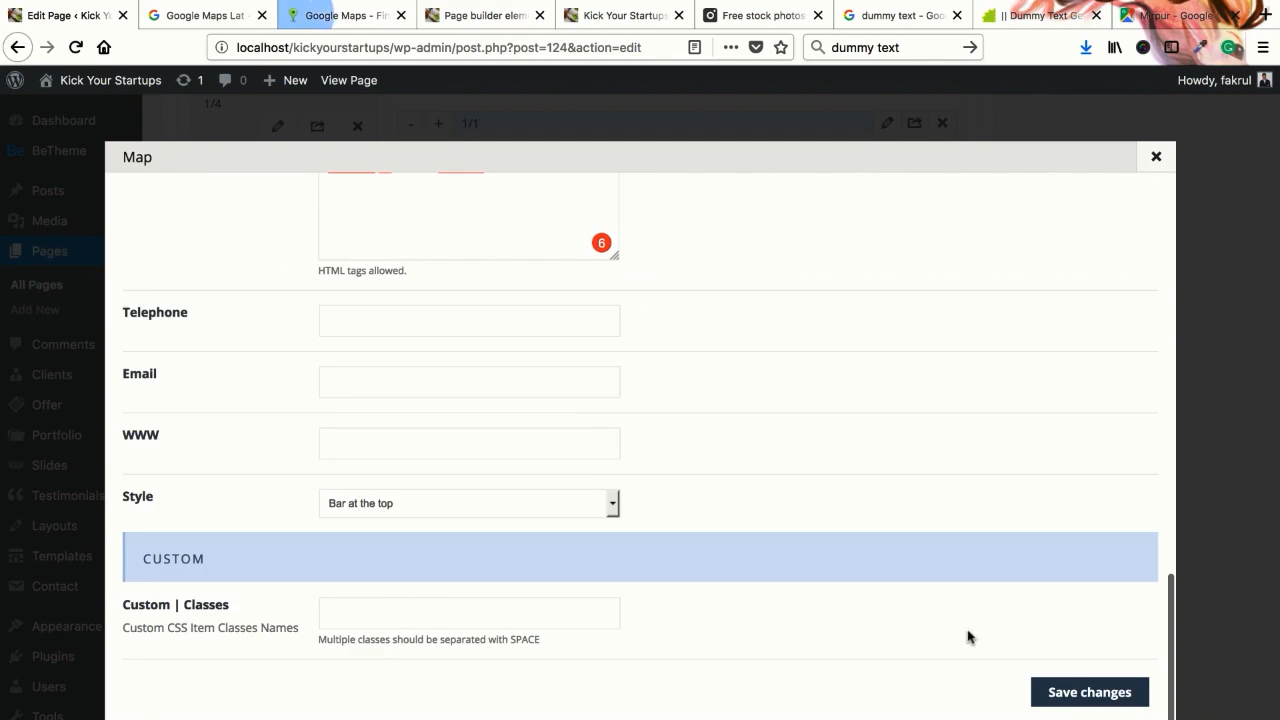 Edit Page ‹ Kick Y
Google Maps Lat -
Google Maps - Fin
Page builder elem
Kick Your Startups
Free stock photos
dummy text - Goo
|| Dummy Text Ge
Mirpur - Google
localhost/kickyourstartups/wp-admin/post.php?post=124&action=edit
dummy text
Kick Your Startups
1
0
New
View Page
Howdy, fakrul
1/4
1/1
Dashboard
Be BeTheme
Posts
Media
Pages
All Pages
Add New
Comments
Clients
Offer
Portfolio
Slides
Testimonials
Layouts
Templates
Contact
Appearance
Plugins
Users
Tools
Map
6
HTML tags allowed.
Telephone
Email
WWW
Style
Bar at the top
CUSTOM
Custom | Classes
Custom CSS Item Classes Names
Multiple classes should be separated with SPACE
Save changes